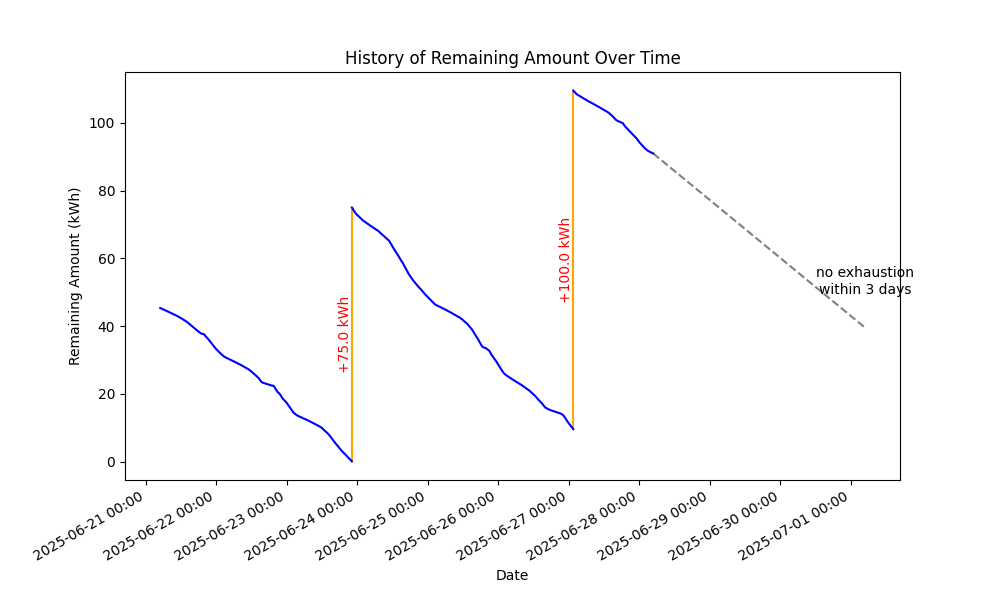 History of Remaining Amount Over Time
Remaining Amount (kWh)
100
80
60
40
20
0
+75.0 kWh
+100.0 kWh
no exhaustion
within 3 days
2025-06-21 00:00
2025-06-22 00:00
2025-06-23 00:00
2025-06-24 00:00
2025-06-25 00:00
2025-06-26 00:00
2025-06-27 00:00
2025-06-28 00:00
2025-06-29 00:00
2025-06-30 00:00
2025-07-01 00:00
Date